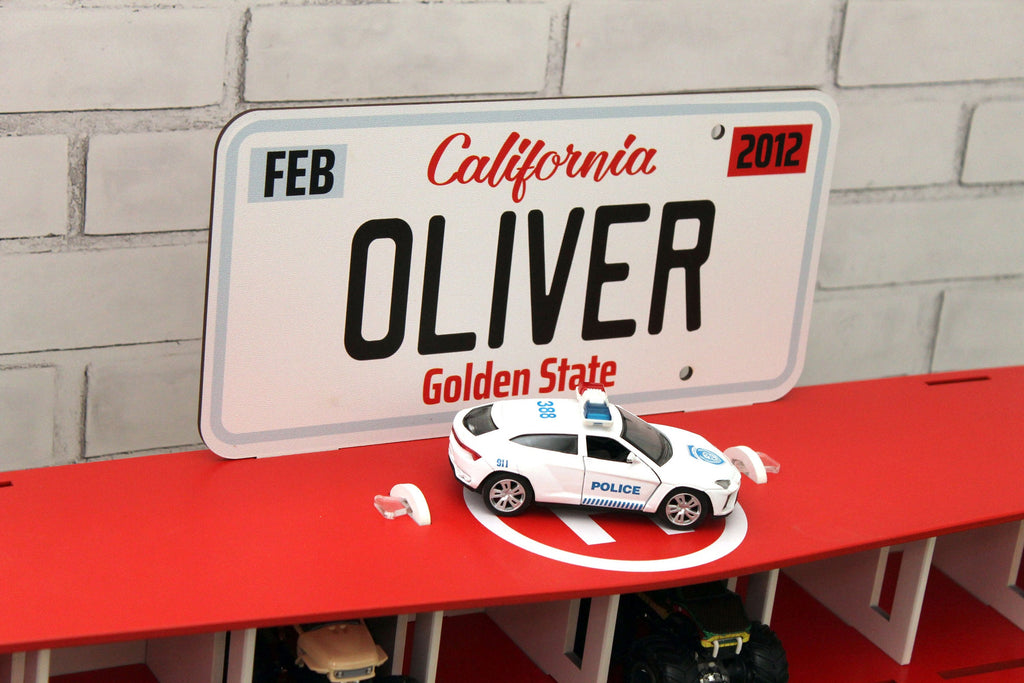 FEB
California
2012
OLIVER
Golden State
388
911
POLICE